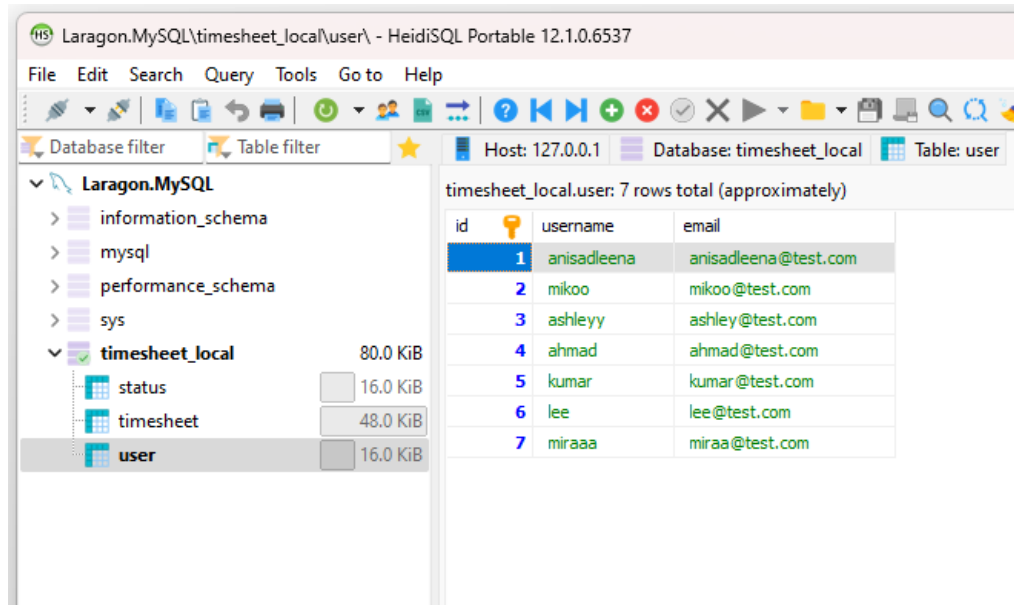 HS Laragon.MySQL\timesheet_local\user\ - HeidiSQL Portable 12.1.0.6537
File Edit Search Query Tools Go to Help
CSV
Database filter Table filter
Host: 127.0.0.1 Database: timesheet_local Table: user
Laragon.MySQL
information_schema
mysql
performance_schema
sys
timesheet_local 80.0 KiB
status 16.0 KiB
timesheet 48.0 KiB
user 16.0 KiB
timesheet_local.user: 7 rows total (approximately)
id username email
1 anisadleena anisadleena@test.com
2 mikoo mikoo@test.com
3 ashleyy ashley@test.com
4 ahmad ahmad@test.com
5 kumar kumar@test.com
6 lee lee@test.com
7 miraaa miraa@test.com